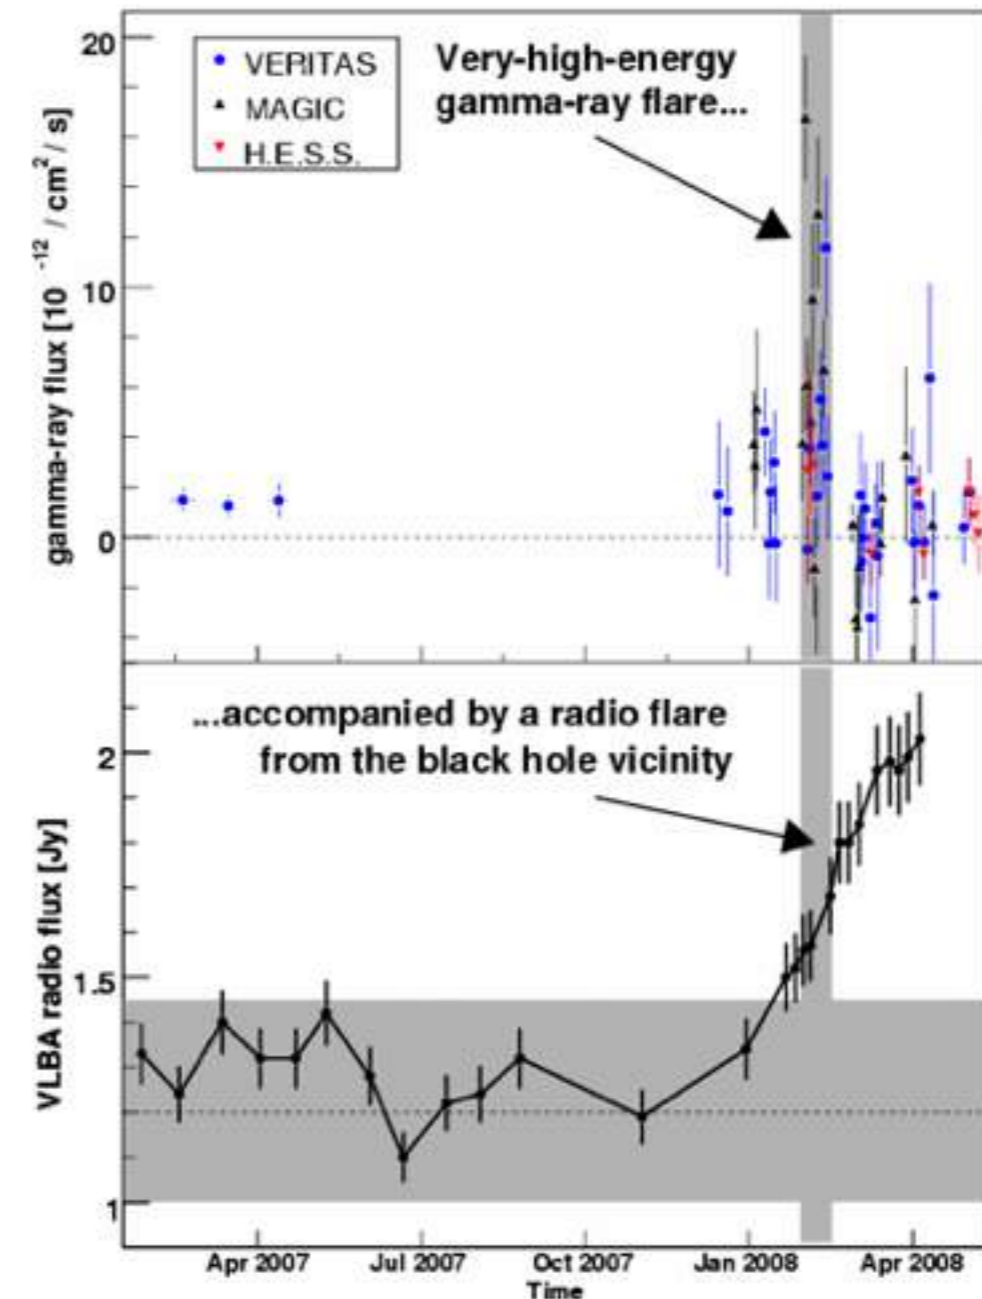 20
10
0
gamma-ray flux [10 -12 / cm2 / s]
VERITAS
MAGIC
H.E.S.S.
Very-high-energy
gamma-ray flare...
...accompanied by a radio flare
from the black hole vicinity
2
1.5
1
VLBA radio flux [Jy]
Apr 2007 Jul 2007 Oct 2007 Jan 2008 Apr 2008
Time